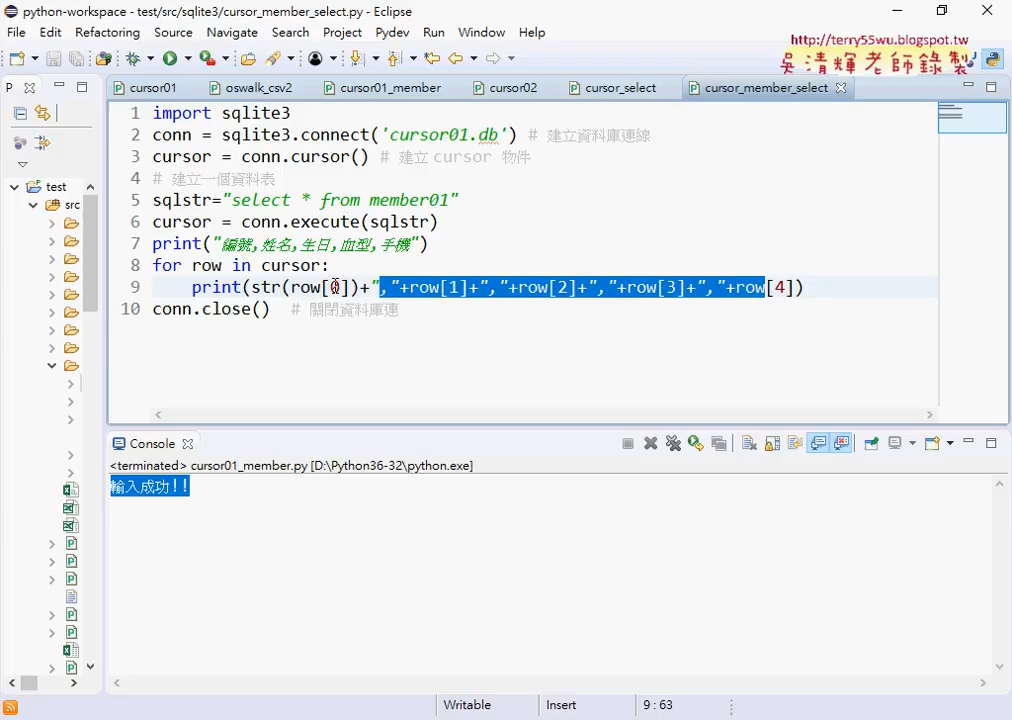 python-workspace - test/src/sqlite3/cursor_member_select.py - Eclipse
File Edit Refactoring Source Navigate Search Project Pydev Run Window Help
http://terry55wu.blogspot.tw
吳清輝老師錄製
P
cursor01 oswalk_csv2 cursor01_member cursor02 cursor_select cursor_member_select
test
src
1 import sqlite3
2 conn = sqlite3.connect('cursor01.db') # 建立資料庫連線
3 cursor = conn.cursor() # 建立 cursor 物件
4 # 建立一個資料表
5 sqlstr="select * from member01"
6 cursor = conn.execute(sqlstr)
7 print("編號,姓名,生日,血型,手機")
8 for row in cursor:
9 print(str(row[0])+","+row[1]+","+row[2]+","+row[3]+","+row[4])
10 conn.close() # 關閉資料庫連
Console
<terminated> cursor01_member.py [D:\Python36-32\python.exe]
輸入成功!!
Writable Insert 9 : 63